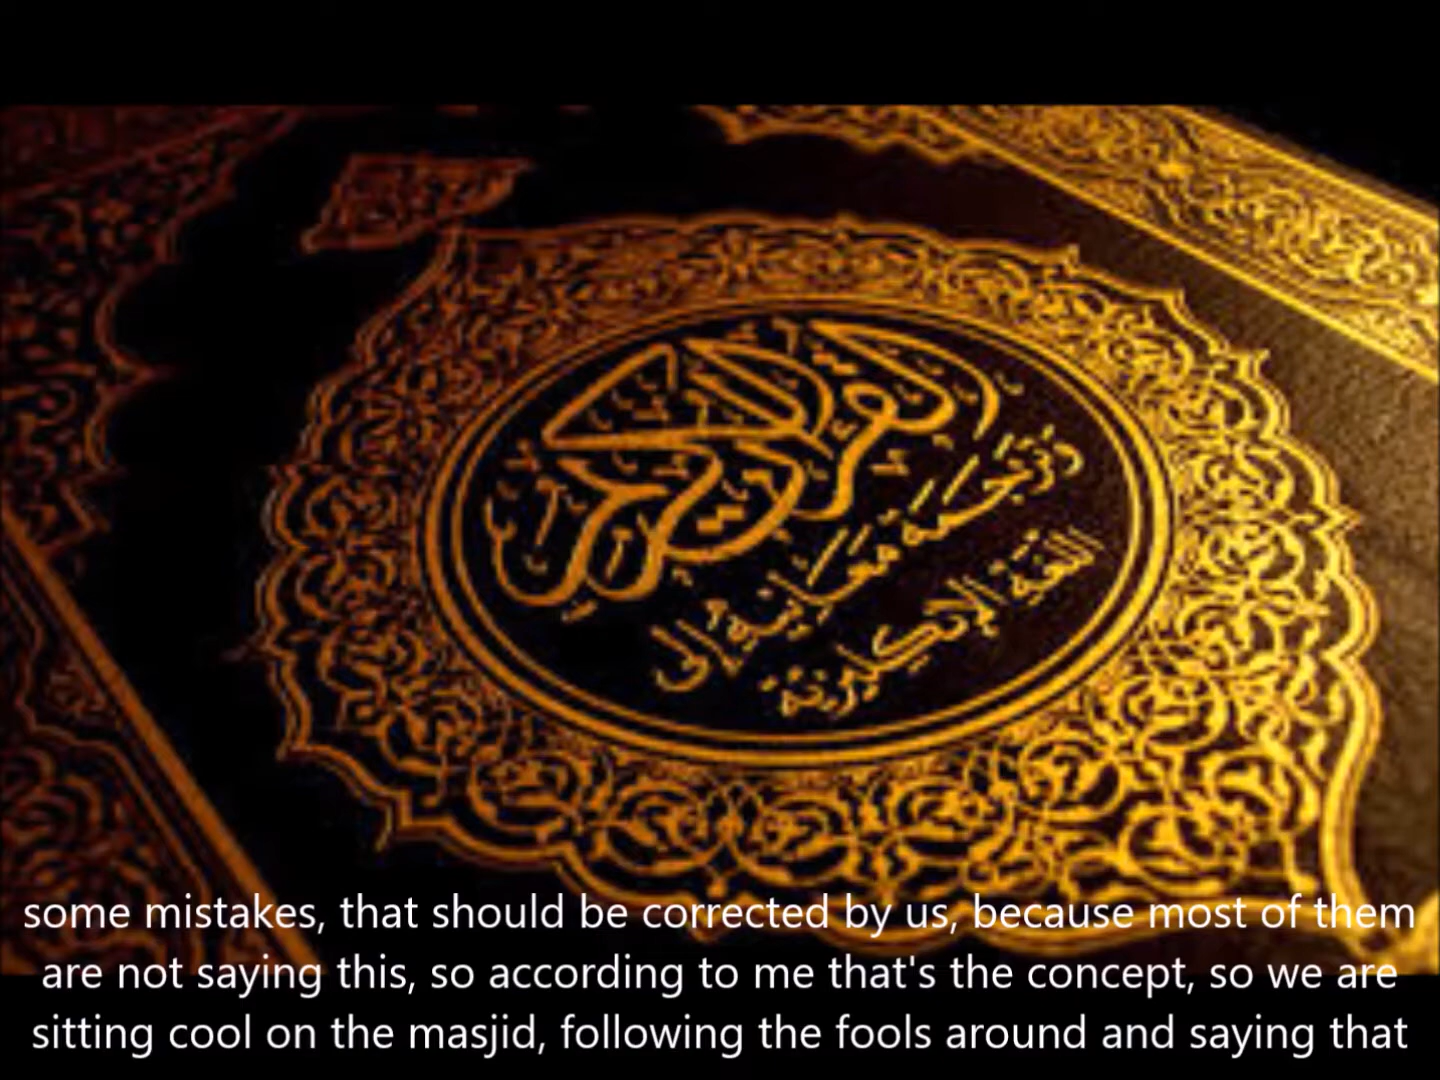 القرآن الكريم
وترجمة معانيه إلى
اللغة الإنكليزية
some mistakes, that should be corrected by us, because most of them
are not saying this, so according to me that's the concept, so we are
sitting cool on the masjid, following the fools around and saying that